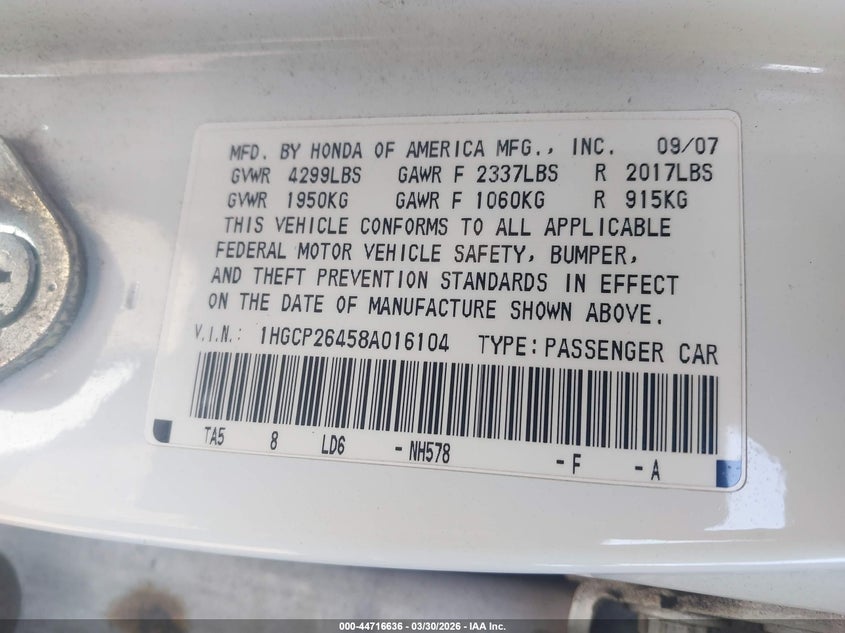 MFD. BY HONDA OF AMERICA MFG., INC. 09/07
GVWR 4299LBS GAWR F 2337LBS R 2017LBS
GVWR 1950KG GAWR F 1060KG R 915KG
THIS VEHICLE CONFORMS TO ALL APPLICABLE
FEDERAL MOTOR VEHICLE SAFETY, BUMPER,
AND THEFT PREVENTION STANDARDS IN EFFECT
ON THE DATE OF MANUFACTURE SHOWN ABOVE.
V.I.N.: 1HGCP26458A016104 TYPE: PASSENGER CAR
TA5 8 LD6 - NH578 - F - A
000-44716636 | 03/30/2026 - IAA Inc.